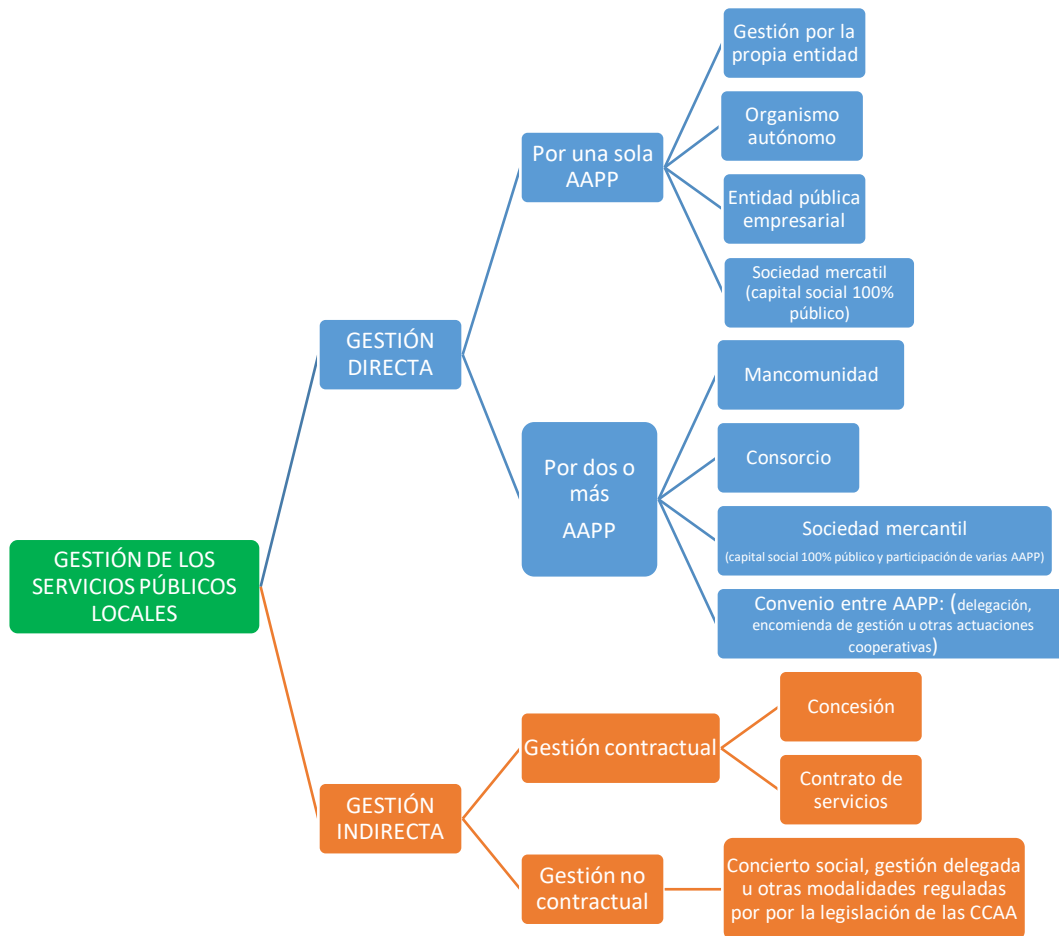 GESTIÓN DE LOS
SERVICIOS PÚBLICOS
LOCALES
GESTIÓN
DIRECTA
Por una sola
AAPP
Gestión por la
propia entidad
Organismo
autónomo
Entidad pública
empresarial
Sociedad mercatil
(capital social 100%
público)
Por dos o
más
AAPP
Mancomunidad
Consorcio
Sociedad mercantil
(capital social 100% público y participación de varias AAPP)
Convenio entre AAPP: (delegación,
encomienda de gestión u otras actuaciones
cooperativas)
GESTIÓN
INDIRECTA
Gestión contractual
Concesión
Contrato de
servicios
Gestión no
contractual
Concierto social, gestión delegada
u otras modalidades reguladas
por por la legislación de las CCAA